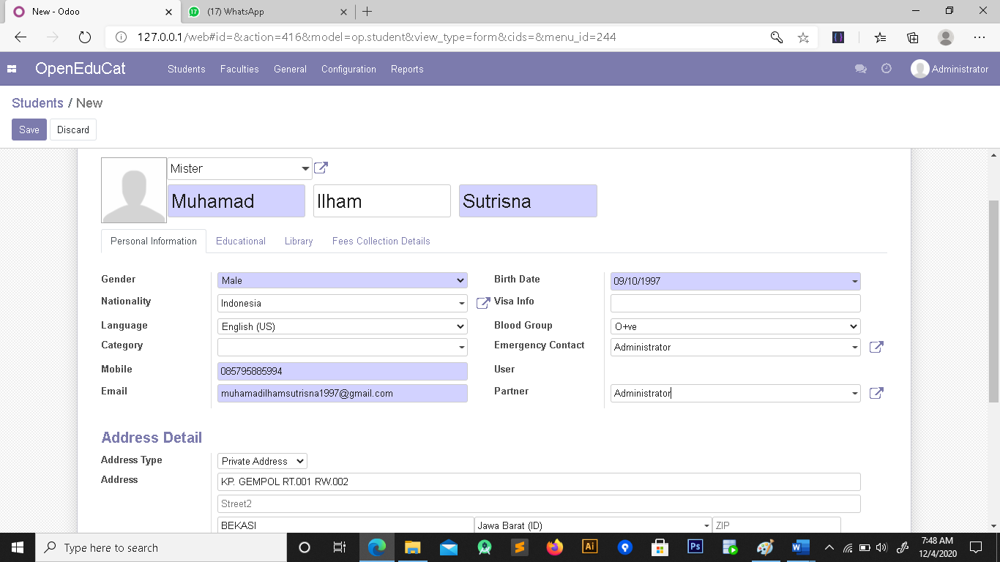 New - Odoo
17 (17) WhatsApp
127.0.0.1/web#id=&action=416&model=op.student&view_type=form&cids=&menu_id=244
OpenEduCat Students Faculties General Configuration Reports Administrator
Students / New
Save Discard
Mister
Muhamad Ilham Sutrisna
Personal Information Educational Library Fees Collection Details
Gender Male Birth Date 09/10/1997
Nationality Indonesia Visa Info
Language English (US) Blood Group O+ve
Category Emergency Contact Administrator
Mobile 085795885994 User
Email muhamadilhamsutrisna1997@gmail.com Partner Administrator
Address Detail
Address Type Private Address
Address KP. GEMPOL RT.001 RW.002
Street2
BEKASI Jawa Barat (ID) ZIP
Type here to search Ai Ps 7:48 AM
12/4/2020